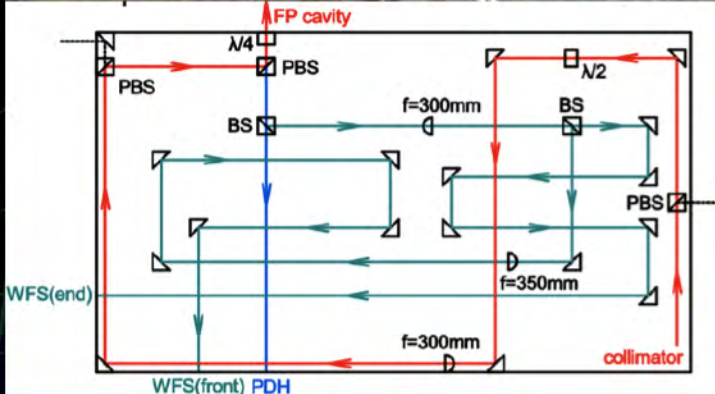 FP cavity
λ/4
PBS
PBS
λ/2
f=300mm
BS
BS
PBS
f=350mm
WFS(end)
f=300mm
collimator
WFS(front)
PDH